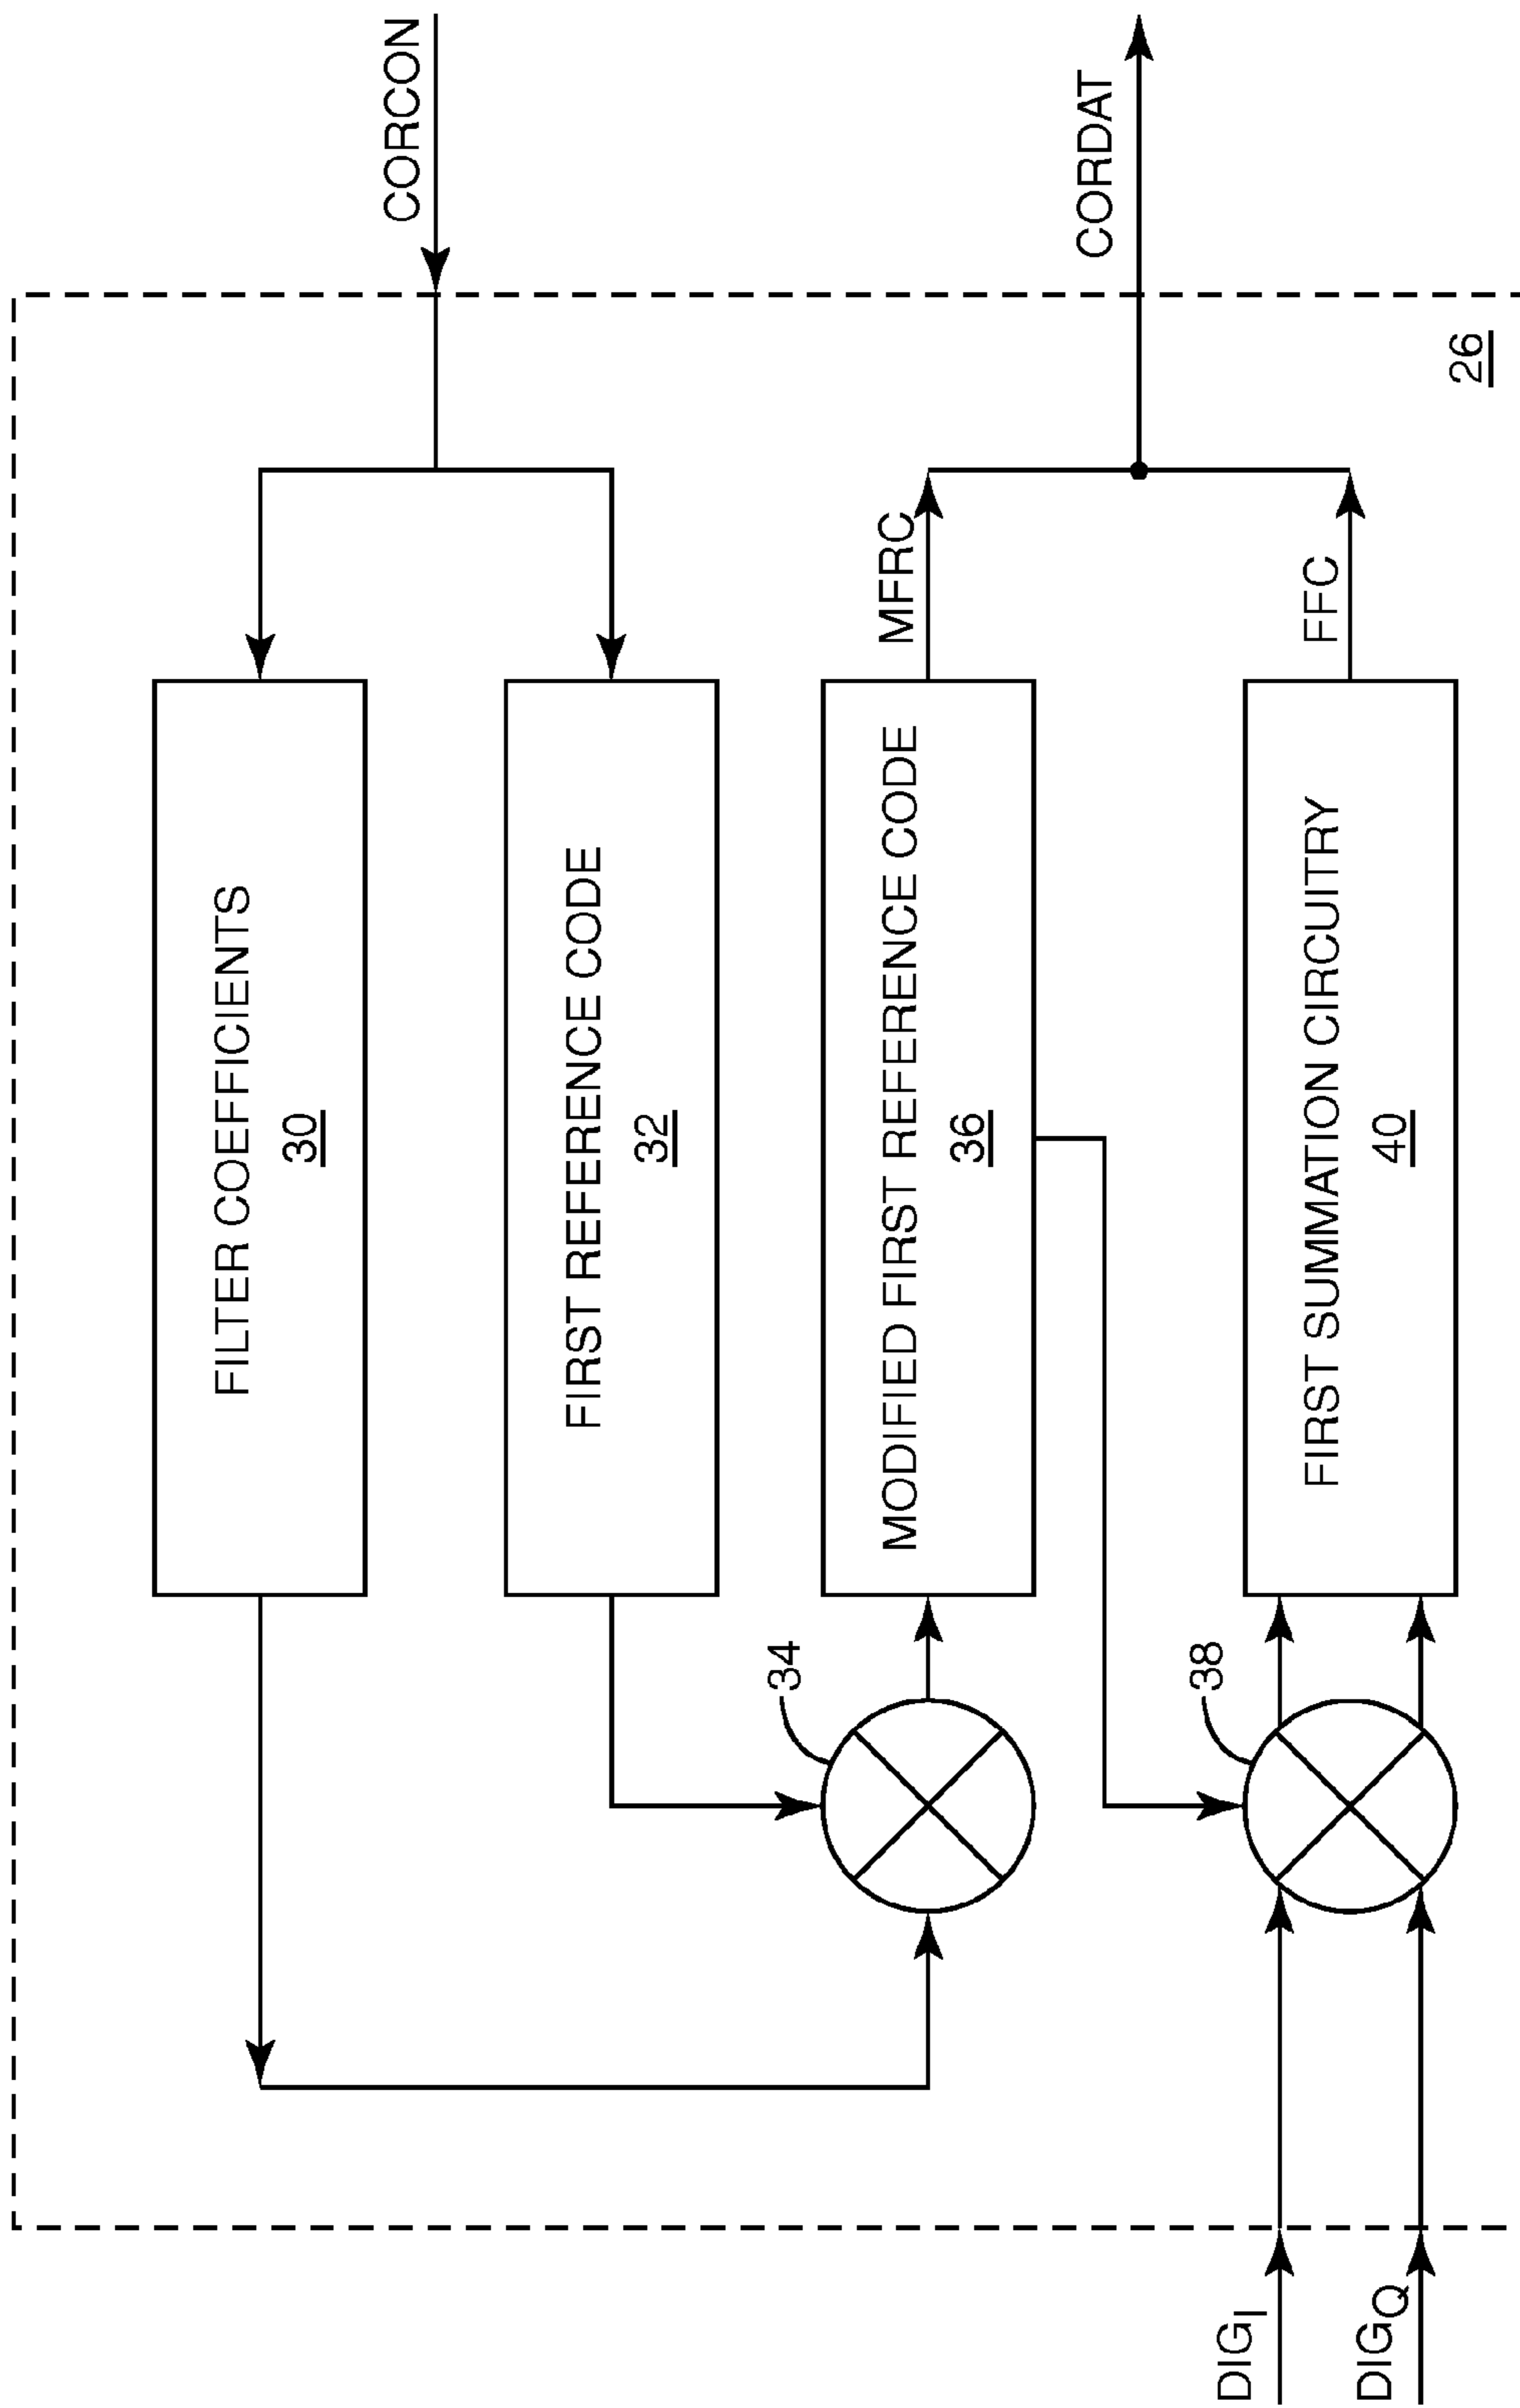 CORCON
FILTER COEFFICIENTS
30
FIRST REFERENCE CODE
32
34
MODIFIED FIRST REFERENCE CODE
36
MFRC
CORDAT
38
FIRST SUMMATION CIRCUITRY
40
FFC
DIGI
DIGQ
26